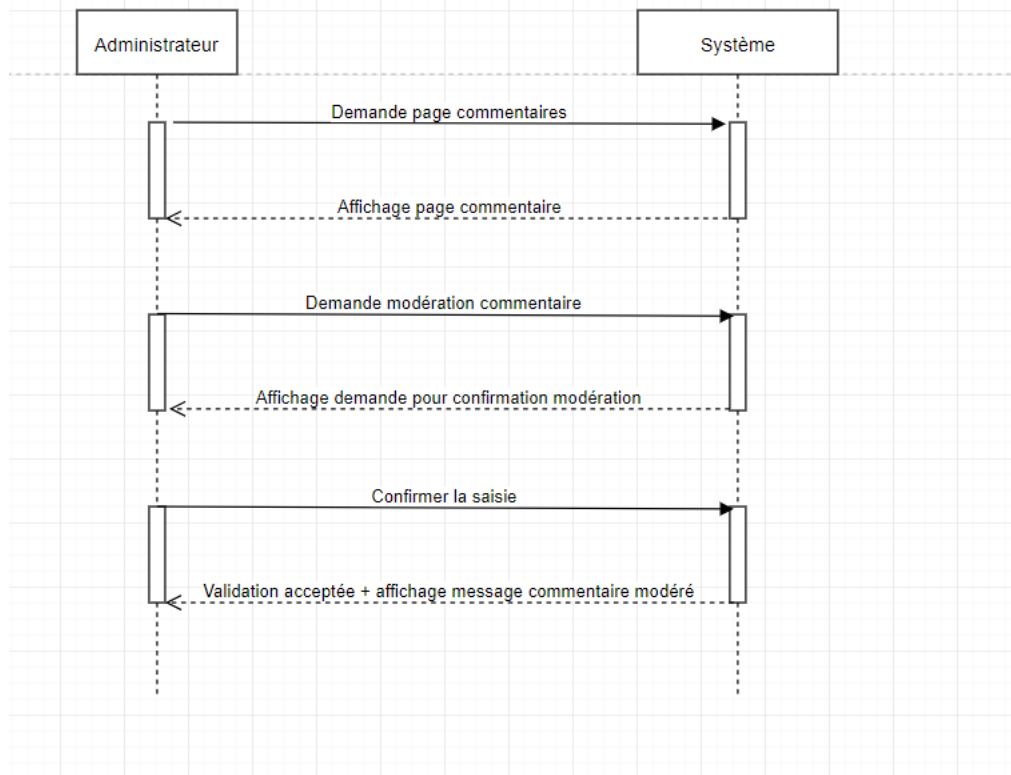 Administrateur
Système
Demande page commentaires
Affichage page commentaire
Demande modération commentaire
Affichage demande pour confirmation modération
Confirmer la saisie
Validation acceptée + affichage message commentaire modéré